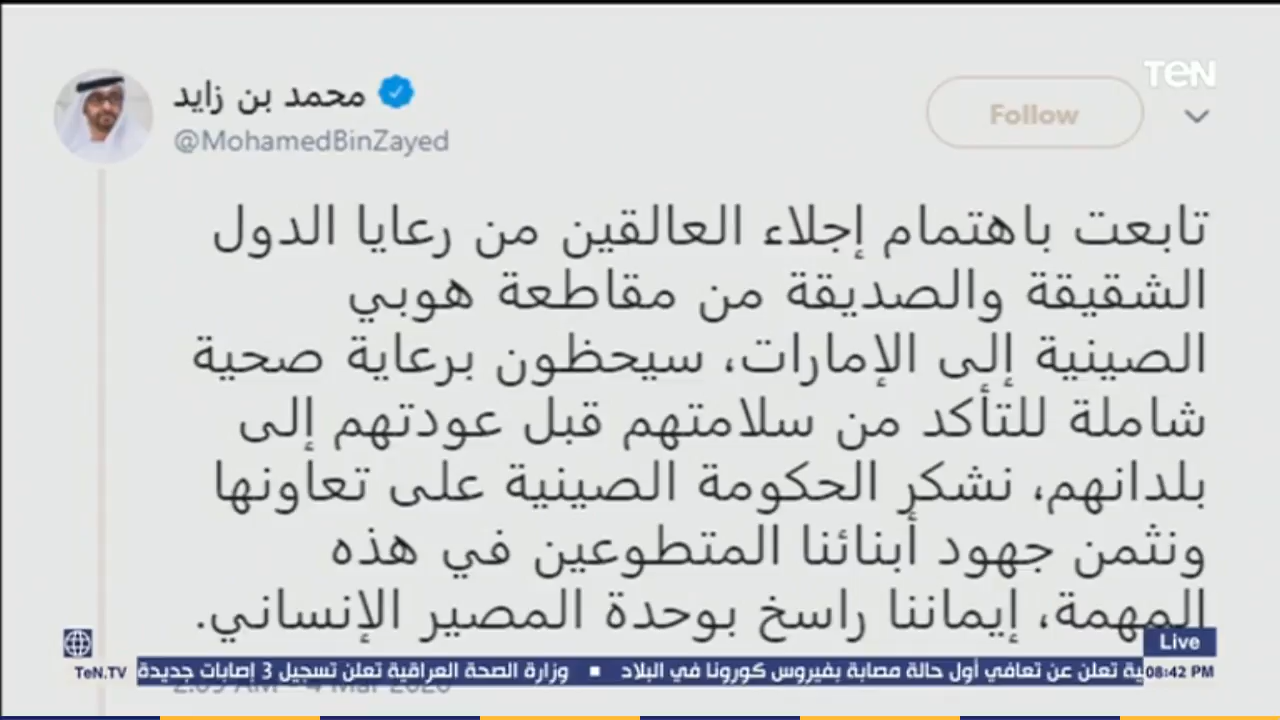 TeN
محمد بن زايد
@MohamedBinZayed
Follow
تابعت باهتمام إجلاء العالقين من رعايا الدول
الشقيقة والصديقة من مقاطعة هوبي
الصينية إلى الإمارات، سيحظون برعاية صحية
شاملة للتأكد من سلامتهم قبل عودتهم إلى
بلدانهم، نشكر الحكومة الصينية على تعاونها
ونثمن جهود أبنائنا المتطوعين في هذه
المهمة، إيماننا راسخ بوحدة المصير الإنساني.
Live
08:42 PM
ية تعلن عن تعافي أول حالة مصابة بفيروس كورونا في البلاد ■ وزارة الصحة العراقية تعلن تسجيل 3 إصابات جديدة
TeN.TV